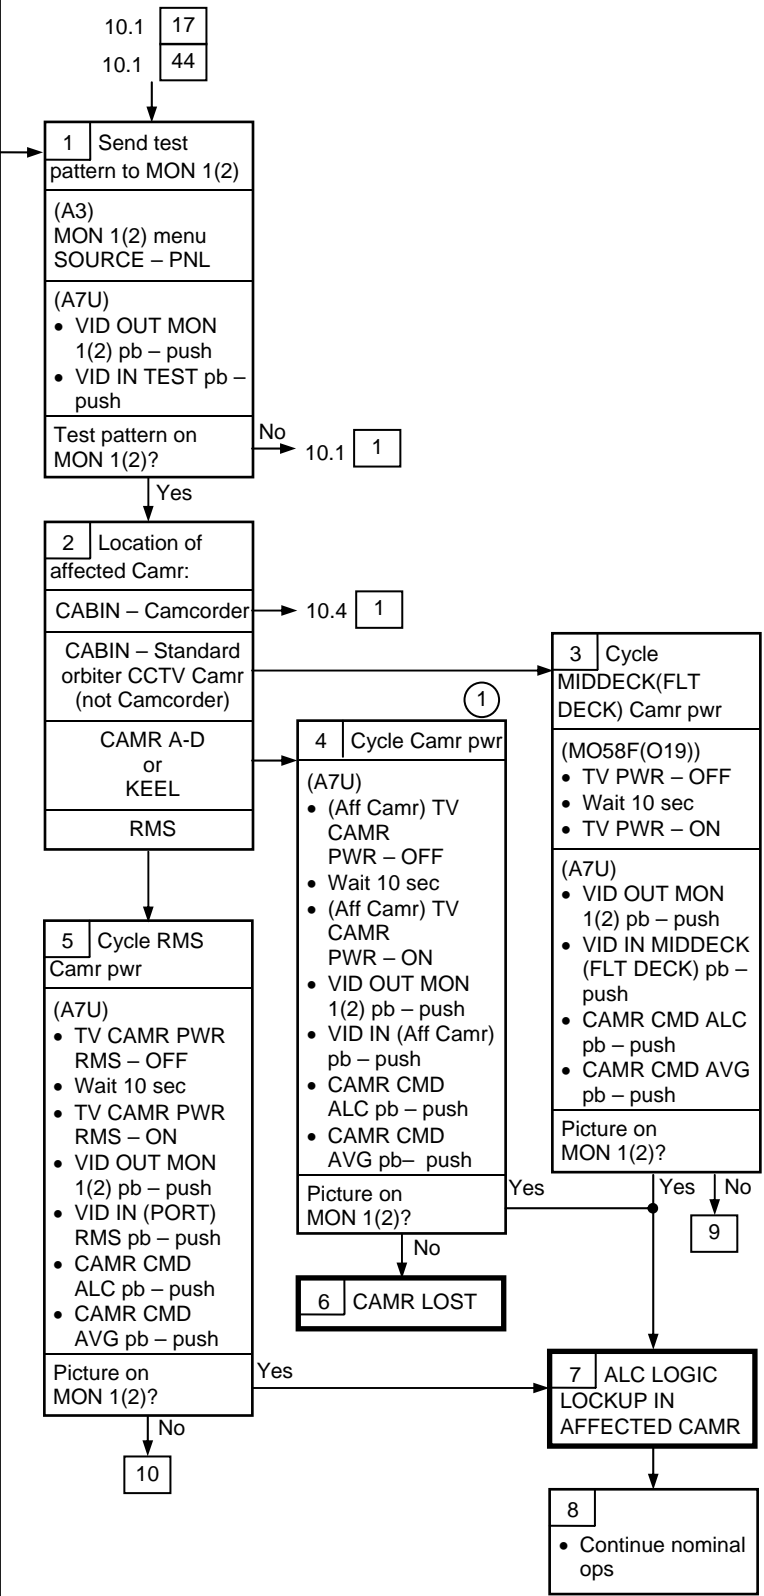 10.1 17
10.1 44
1 Send test
pattern to MON 1(2)
(A3)
MON 1(2) menu
SOURCE – PNL
(A7U)
• VID OUT MON
1(2) pb – push
• VID IN TEST pb –
push
Test pattern on
MON 1(2)?
No
10.1 1
Yes
2 Location of
affected Camr:
CABIN – Camcorder
10.4 1
CABIN – Standard
orbiter CCTV Camr
(not Camcorder)
CAMR A-D
or
KEEL
RMS
3 Cycle
MIDDECK(FLT
DECK) Camr pwr
(MO58F(O19))
• TV PWR – OFF
• Wait 10 sec
• TV PWR – ON
(A7U)
• VID OUT MON
1(2) pb – push
• VID IN MIDDECK
(FLT DECK) pb –
push
• CAMR CMD ALC
pb – push
• CAMR CMD AVG
pb – push
Picture on
MON 1(2)?
Yes
No
9
1
4 Cycle Camr pwr
(A7U)
• (Aff Camr) TV
CAMR
PWR – OFF
• Wait 10 sec
• (Aff Camr) TV
CAMR
PWR – ON
• VID OUT MON
1(2) pb – push
• VID IN (Aff Camr)
pb – push
• CAMR CMD
ALC pb – push
• CAMR CMD
AVG pb– push
Picture on
MON 1(2)?
Yes
No
6 CAMR LOST
5 Cycle RMS
Camr pwr
(A7U)
• TV CAMR PWR
RMS – OFF
• Wait 10 sec
• TV CAMR PWR
RMS – ON
• VID OUT MON
1(2) pb – push
• VID IN (PORT)
RMS pb – push
• CAMR CMD
ALC pb – push
• CAMR CMD
AVG pb – push
Picture on
MON 1(2)?
Yes
No
10
7 ALC LOGIC
LOCKUP IN
AFFECTED CAMR
8
• Continue nominal
ops